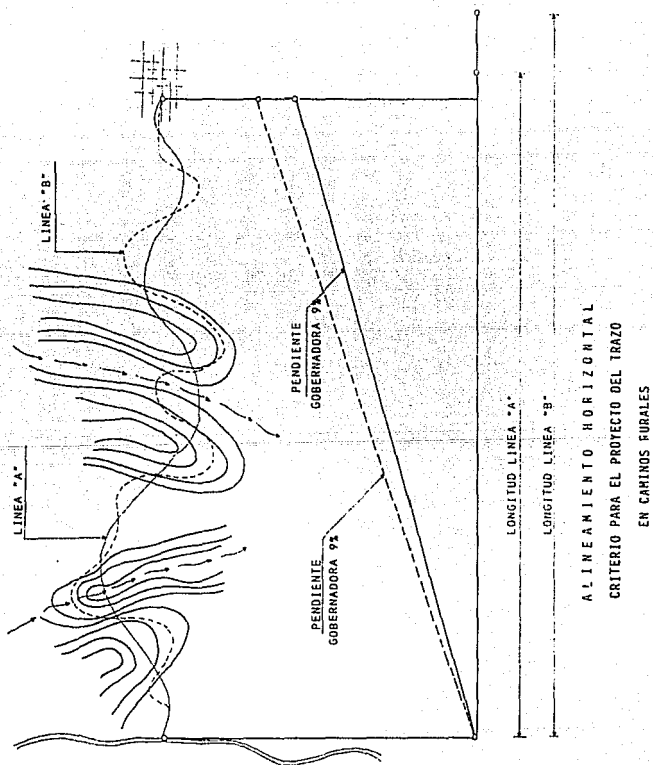 LINEA "A"
LINEA "B"
PENDIENTE
GOBERNADORA 9%
PENDIENTE
GOBERNADORA 9%
LONGITUD LINEA "A"
LONGITUD LINEA "B"
ALINEAMIENTO HORIZONTAL
CRITERIO PARA EL PROYECTO DEL TRAZO
EN CAMINOS RURALES